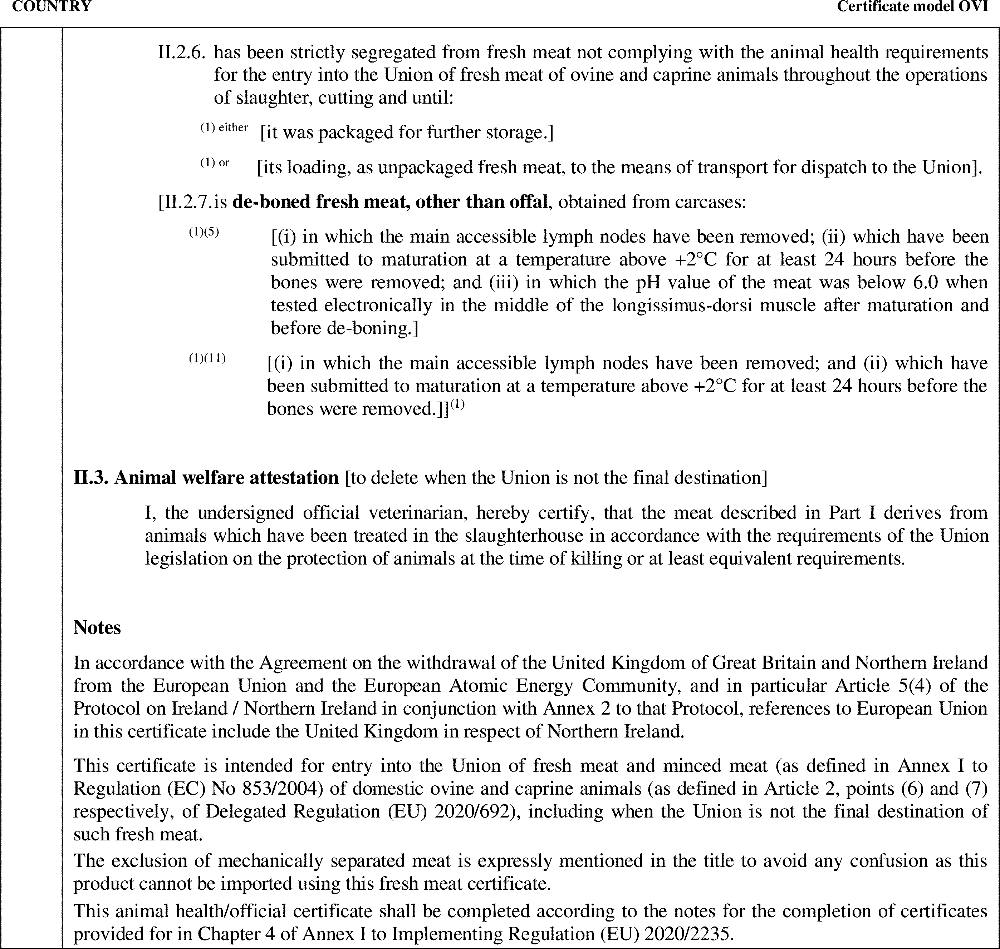 COUNTRY Certificate model OVI
II.2.6. has been strictly segregated from fresh meat not complying with the animal health requirements
for the entry into the Union of fresh meat of ovine and caprine animals throughout the operations
of slaughter, cutting and until:
(1) either [it was packaged for further storage.]
(1) or [its loading, as unpackaged fresh meat, to the means of transport for dispatch to the Union].
[II.2.7.is de-boned fresh meat, other than offal, obtained from carcases:
(1)(5) [(i) in which the main accessible lymph nodes have been removed; (ii) which have been
submitted to maturation at a temperature above +2°C for at least 24 hours before the
bones were removed; and (iii) in which the pH value of the meat was below 6.0 when
tested electronically in the middle of the longissimus-dorsi muscle after maturation and
before de-boning.]
(1)(11) [(i) in which the main accessible lymph nodes have been removed; and (ii) which have
been submitted to maturation at a temperature above +2°C for at least 24 hours before the
bones were removed.]](1)
II.3. Animal welfare attestation [to delete when the Union is not the final destination]
I, the undersigned official veterinarian, hereby certify, that the meat described in Part I derives from
animals which have been treated in the slaughterhouse in accordance with the requirements of the Union
legislation on the protection of animals at the time of killing or at least equivalent requirements.
Notes
In accordance with the Agreement on the withdrawal of the United Kingdom of Great Britain and Northern Ireland
from the European Union and the European Atomic Energy Community, and in particular Article 5(4) of the
Protocol on Ireland / Northern Ireland in conjunction with Annex 2 to that Protocol, references to European Union
in this certificate include the United Kingdom in respect of Northern Ireland.
This certificate is intended for entry into the Union of fresh meat and minced meat (as defined in Annex I to
Regulation (EC) No 853/2004) of domestic ovine and caprine animals (as defined in Article 2, points (6) and (7)
respectively, of Delegated Regulation (EU) 2020/692), including when the Union is not the final destination of
such fresh meat.
The exclusion of mechanically separated meat is expressly mentioned in the title to avoid any confusion as this
product cannot be imported using this fresh meat certificate.
This animal health/official certificate shall be completed according to the notes for the completion of certificates
provided for in Chapter 4 of Annex I to Implementing Regulation (EU) 2020/2235.